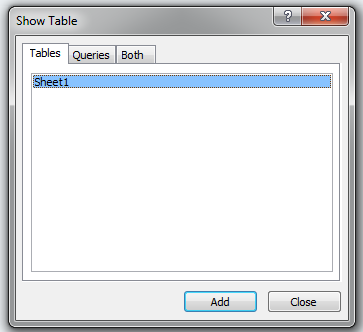 Show Table
?
Tables Queries Both
Sheet1
Add Close